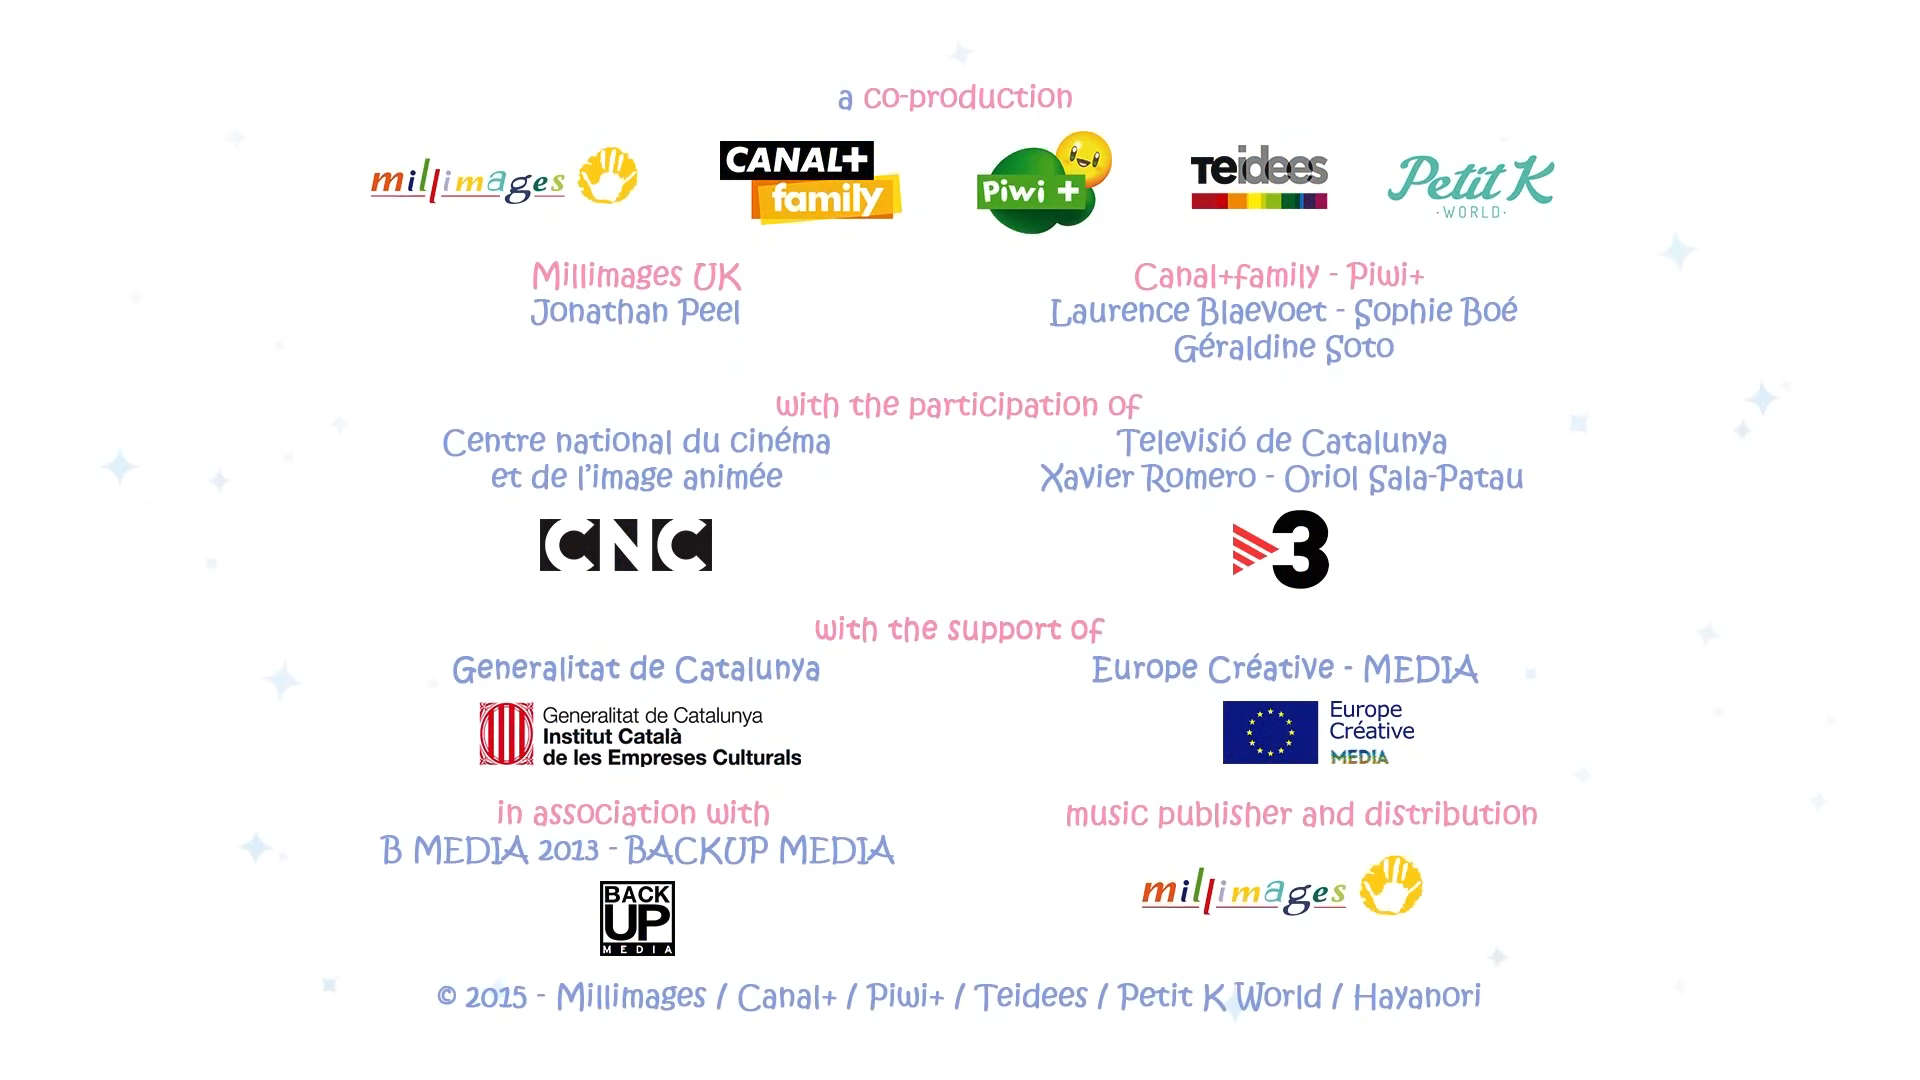 a co-production
millimages
CANAL+
family
Piwi +
Teidees
Petit K
·WORLD·
Millimages UK
Jonathan Peel
Canal+family - Piwi+
Laurence Blaevoet - Sophie Boé
Géraldine Soto
with the participation of
Centre national du cinéma
et de l'image animée
CNC
Televisió de Catalunya
Xavier Romero - Oriol Sala-Patau
3
with the support of
Generalitat de Catalunya
Generalitat de Catalunya
Institut Català
de les Empreses Culturals
Europe Créative - MEDIA
Europe
Créative
MEDIA
in association with
B MEDIA 2013 - BACKUP MEDIA
BACK
UP
MEDIA
music publisher and distribution
millimages
© 2015 - Millimages / Canal+ / Piwi+ / Teidees / Petit K World / Hayanori